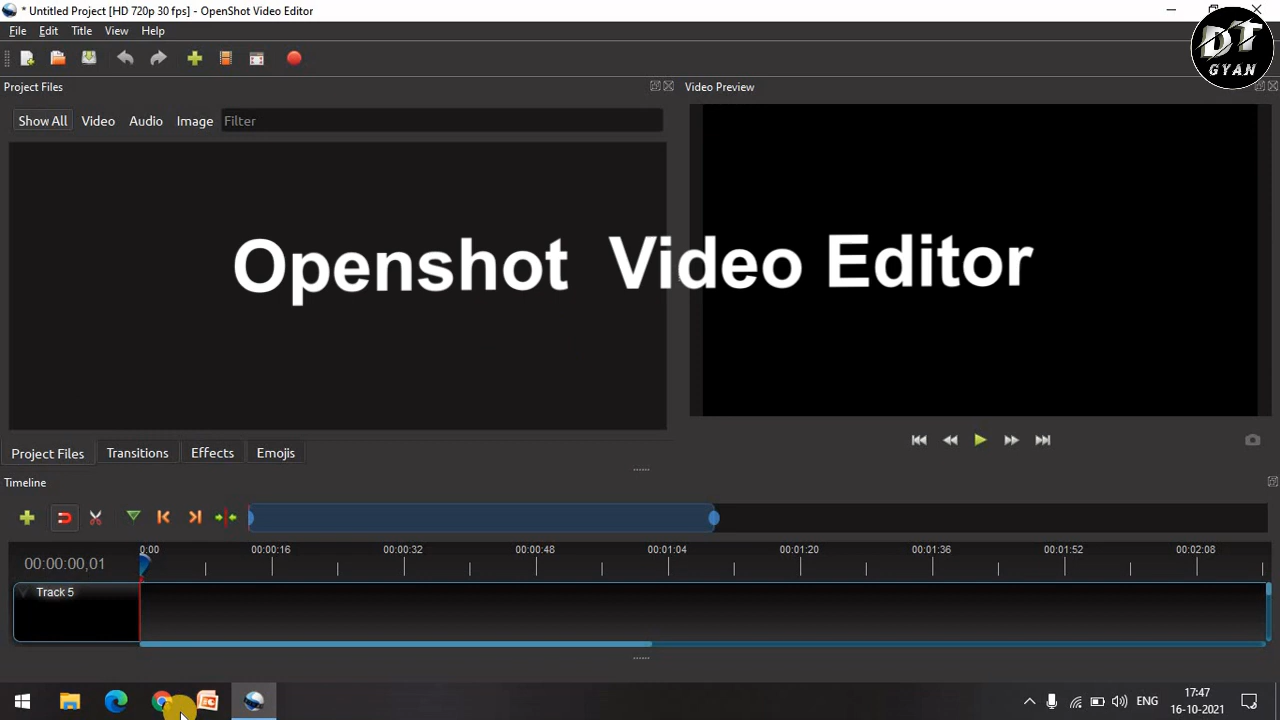 * Untitled Project [HD 720p 30 fps] - OpenShot Video Editor
File Edit Title View Help
DT
GYAN
Project Files
Video Preview
Show All Video Audio Image Filter
Openshot Video Editor
Project Files Transitions Effects Emojis
Timeline
00:00:00,01
0:00 00:00:16 00:00:32 00:00:48 00:01:04 00:01:20 00:01:36 00:01:52 00:02:08
Track 5
ENG
17:47
16-10-2021